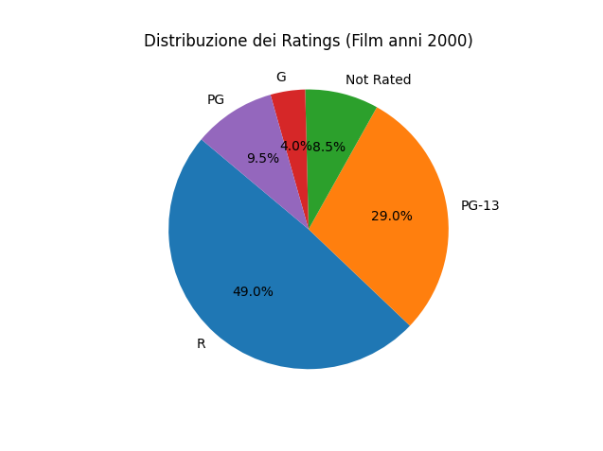 Distribuzione dei Ratings (Film anni 2000)
G
Not Rated
PG
4.0%
8.5%
9.5%
PG-13
29.0%
49.0%
R